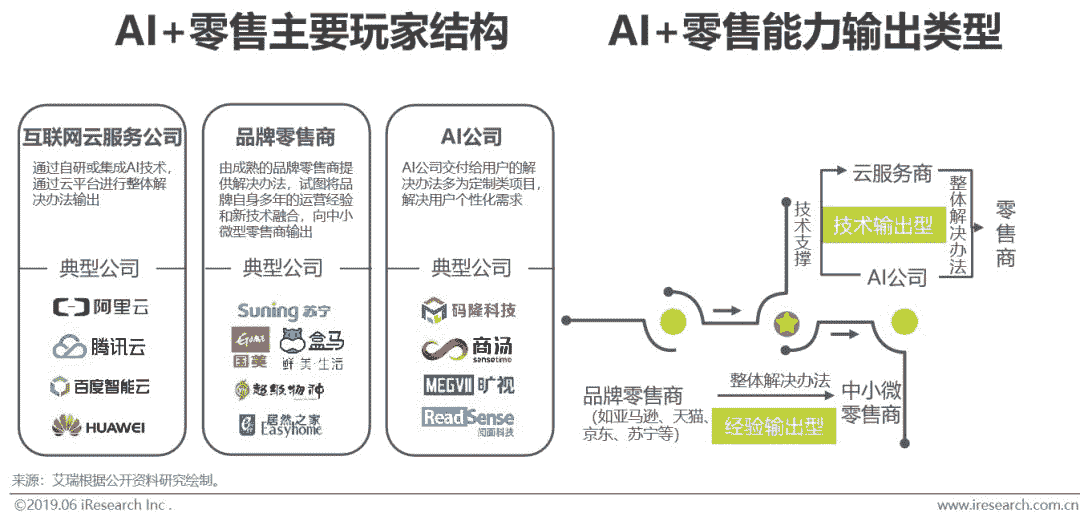 AI+零售主要玩家结构
AI+零售能力输出类型
互联网云服务公司
通过自研或集成AI技术，
通过云平台进行整体解
决办法输出
典型公司
阿里云
腾讯云
百度智能云
HUAWEI
品牌零售商
由成熟的品牌零售商提
供解决办法，试图将品
牌自身多年的运营经验
和新技术融合，向中小
微型零售商输出
典型公司
Suning 苏宁
GOME
国美
盒马
鲜·美·生活
超级物种
居然之家
Easyhome
AI公司
AI公司交付给用户的解
决办法多为定制类项目，
解决用户个性化需求
典型公司
码隆科技
商汤
sensetime
MEGVII 旷视
ReadSense
阅面科技
技术支撑
云服务商
技术输出型
AI公司
整体解决办法
零售商
品牌零售商
（如亚马逊、天猫、
京东、苏宁等）
整体解决办法
经验输出型
中小微
零售商
来源：艾瑞根据公开资料研究绘制。
©2019.06 iResearch Inc .
www.iresearch.com.cn